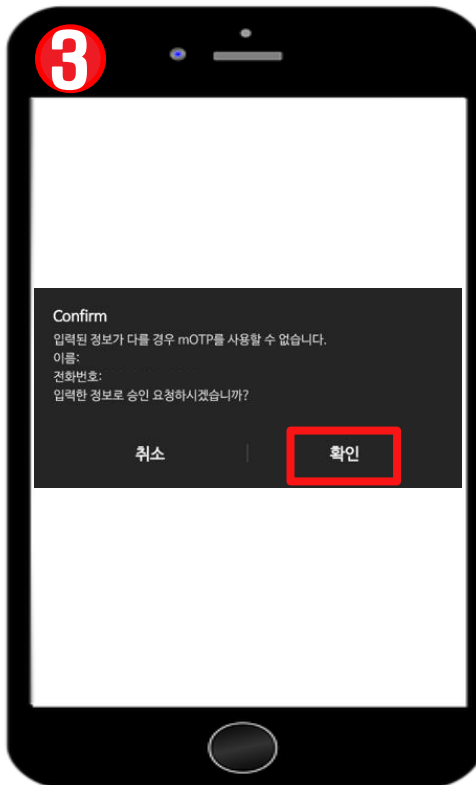 3
Confirm
입력된 정보가 다를 경우 mOTP를 사용할 수 없습니다.
이름:
전화번호:
입력한 정보로 승인 요청하시겠습니까?
취소
확인